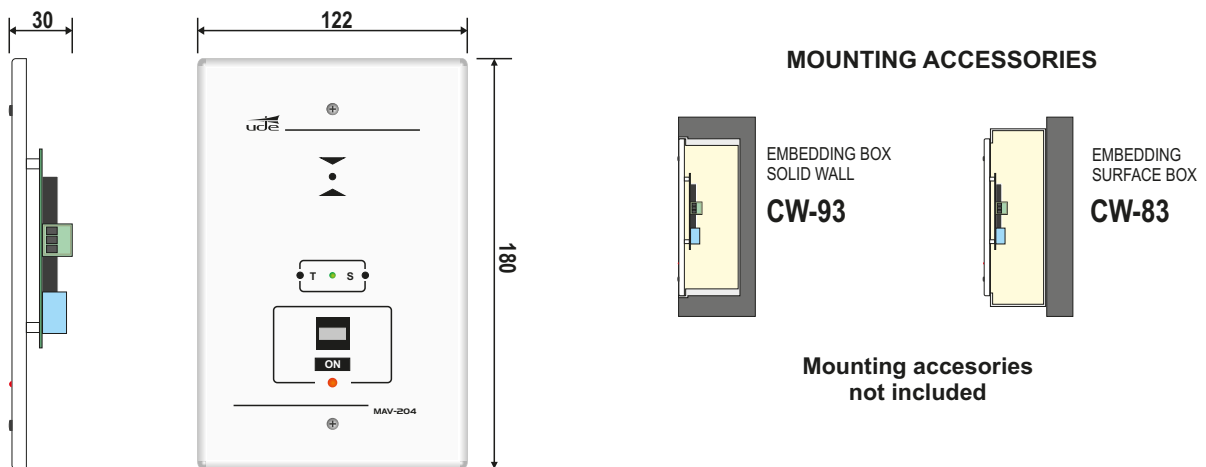 30
122
180
ude
T S
ON
MAV-204
MOUNTING ACCESSORIES
EMBEDDING BOX
SOLID WALL
CW-93
EMBEDDING
SURFACE BOX
CW-83
Mounting accesories
not included